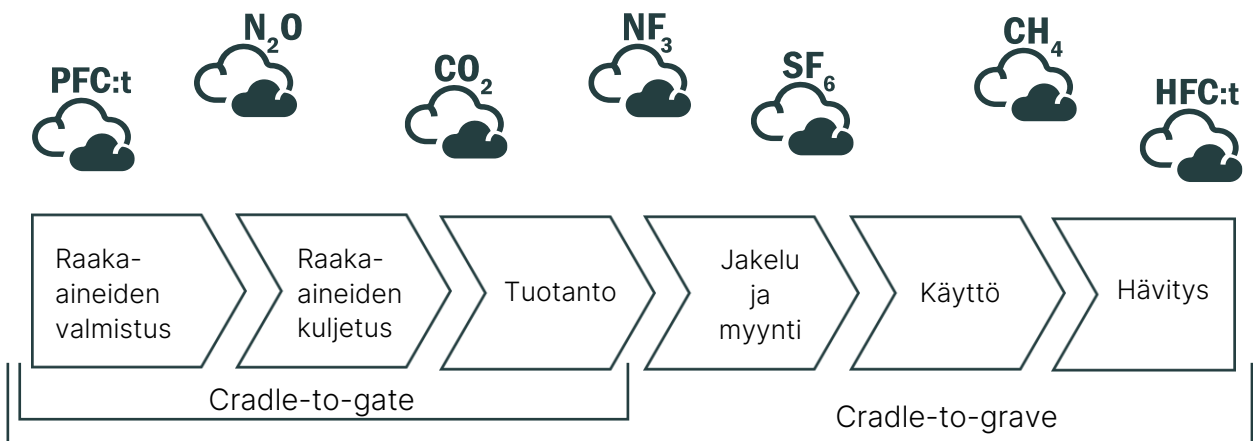 PFC:t
N₂O
CO₂
NF₃
SF₆
CH₄
HFC:t
Raaka-
aineiden
valmistus
Raaka-
aineiden
kuljetus
Tuotanto
Jakelu
ja
myynti
Käyttö
Hävitys
Cradle-to-gate
Cradle-to-grave